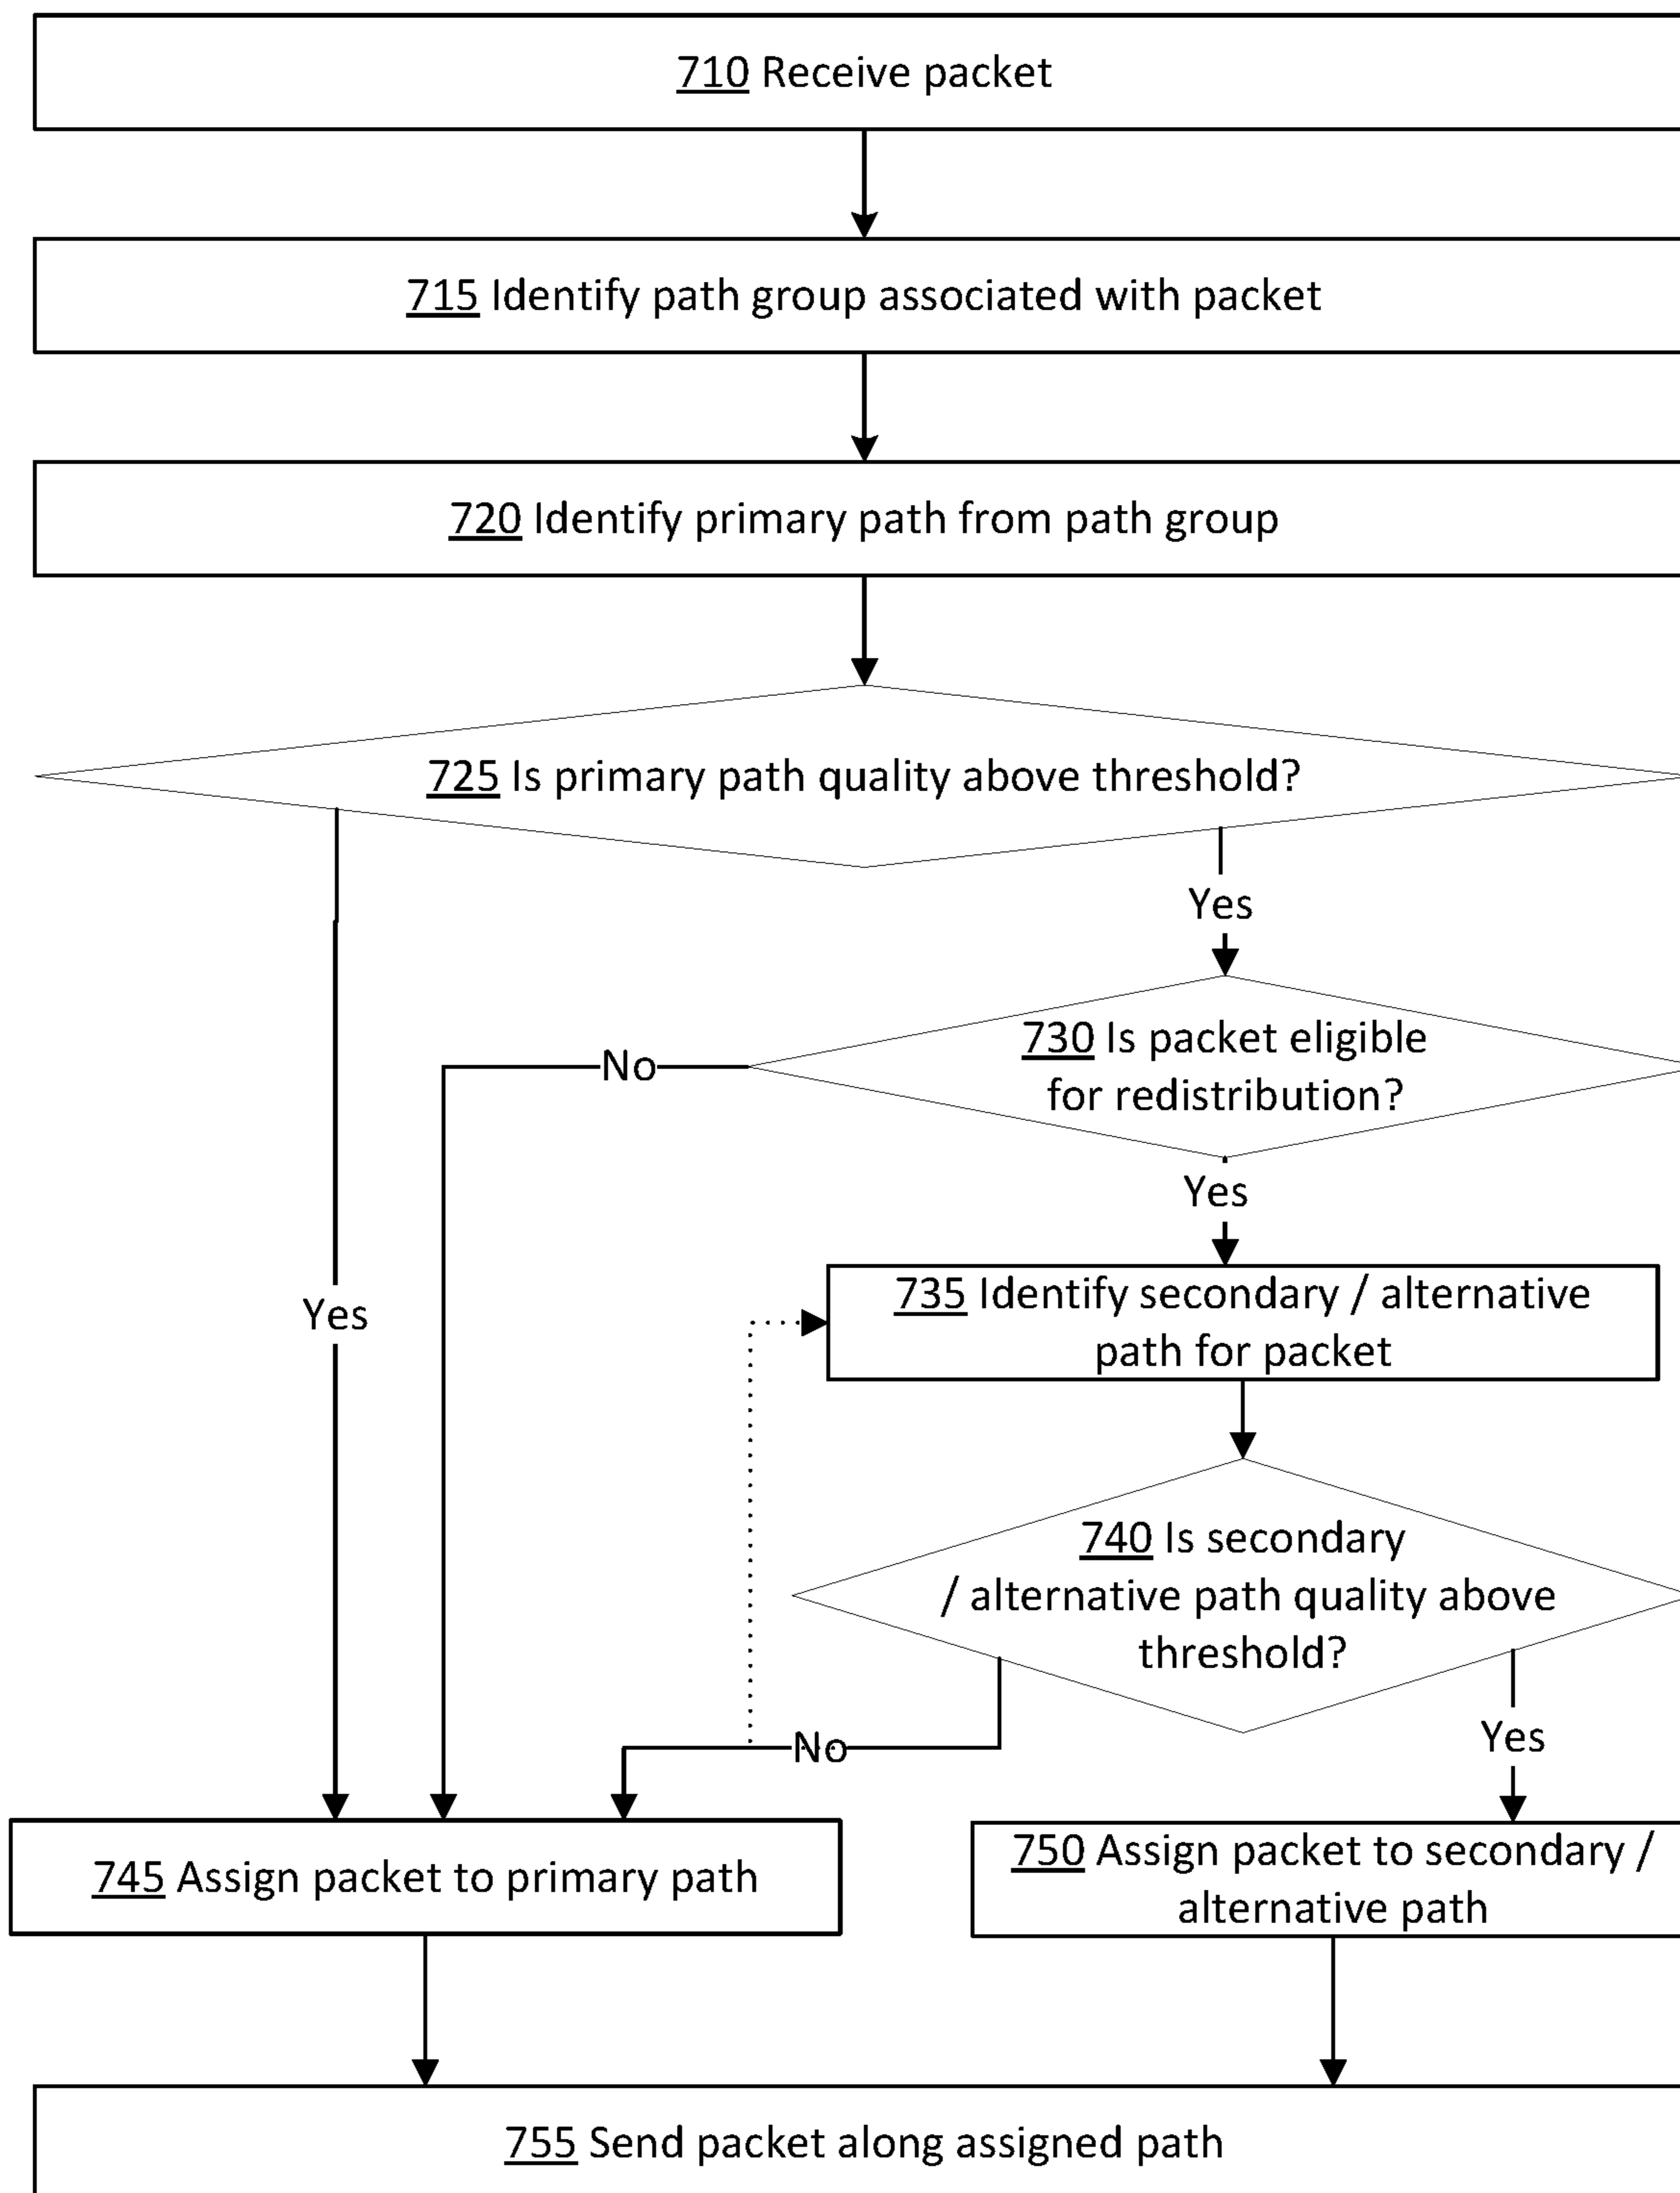 710 Receive packet
715 Identify path group associated with packet
720 Identify primary path from path group
725 Is primary path quality above threshold?
Yes
730 Is packet eligible
for redistribution?
No
Yes
735 Identify secondary / alternative
path for packet
Yes
740 Is secondary
/ alternative path quality above
threshold?
No
Yes
745 Assign packet to primary path
750 Assign packet to secondary /
alternative path
755 Send packet along assigned path